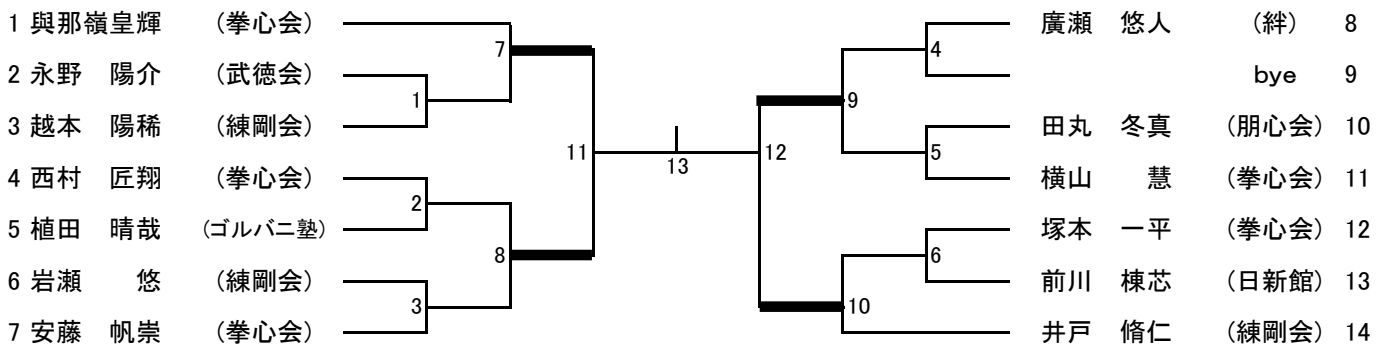 1 與那嶺皇輝 (拳心会)
2 永野 陽介 (武徳会)
3 越本 陽稀 (練剛会)
4 西村 匠翔 (拳心会)
5 植田 晴哉 (ゴルバニ塾)
6 岩瀬 悠 (練剛会)
7 安藤 帆崇 (拳心会)
7
1
2
8
3
11
13
12
9
4
5
10
6
廣瀬 悠人 (絆) 8
bye 9
田丸 冬真 (朋心会) 10
横山 慧 (拳心会) 11
塚本 一平 (拳心会) 12
前川 棟芯 (日新館) 13
井戸 脩仁 (練剛会) 14